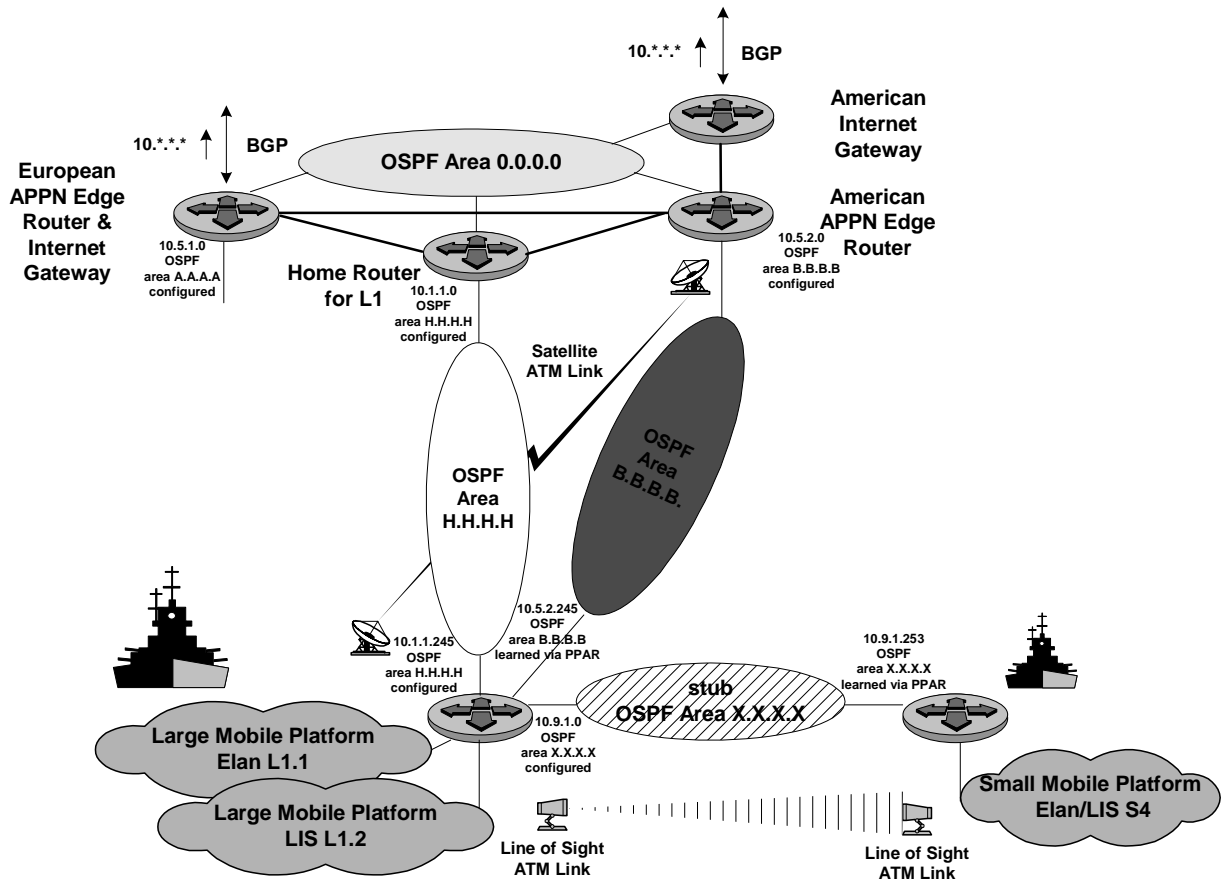 10.*.*.*
BGP
American
Internet
Gateway
10.*.*.*
BGP
OSPF Area 0.0.0.0
European
APPN Edge
Router &
Internet
Gateway
American
APPN Edge
Router
10.5.1.0
OSPF
area A.A.A.A
configured
Home Router
for L1
10.1.1.0
OSPF
area H.H.H.H
configured
10.5.2.0
OSPF
area B.B.B.B
configured
Satellite
ATM Link
OSPF
Area
B.B.B.B.
OSPF
Area
H.H.H.H
10.1.1.245
OSPF
area H.H.H.H
configured
10.5.2.245
OSPF
area B.B.B.B
learned via PPAR
10.9.1.253
OSPF
area X.X.X.X
learned via PPAR
stub
OSPF Area X.X.X.X
10.9.1.0
OSPF
area X.X.X.X
configured
Large Mobile Platform
Elan L1.1
Large Mobile Platform
LIS L1.2
Small Mobile Platform
Elan/LIS S4
Line of Sight
ATM Link
Line of Sight
ATM Link